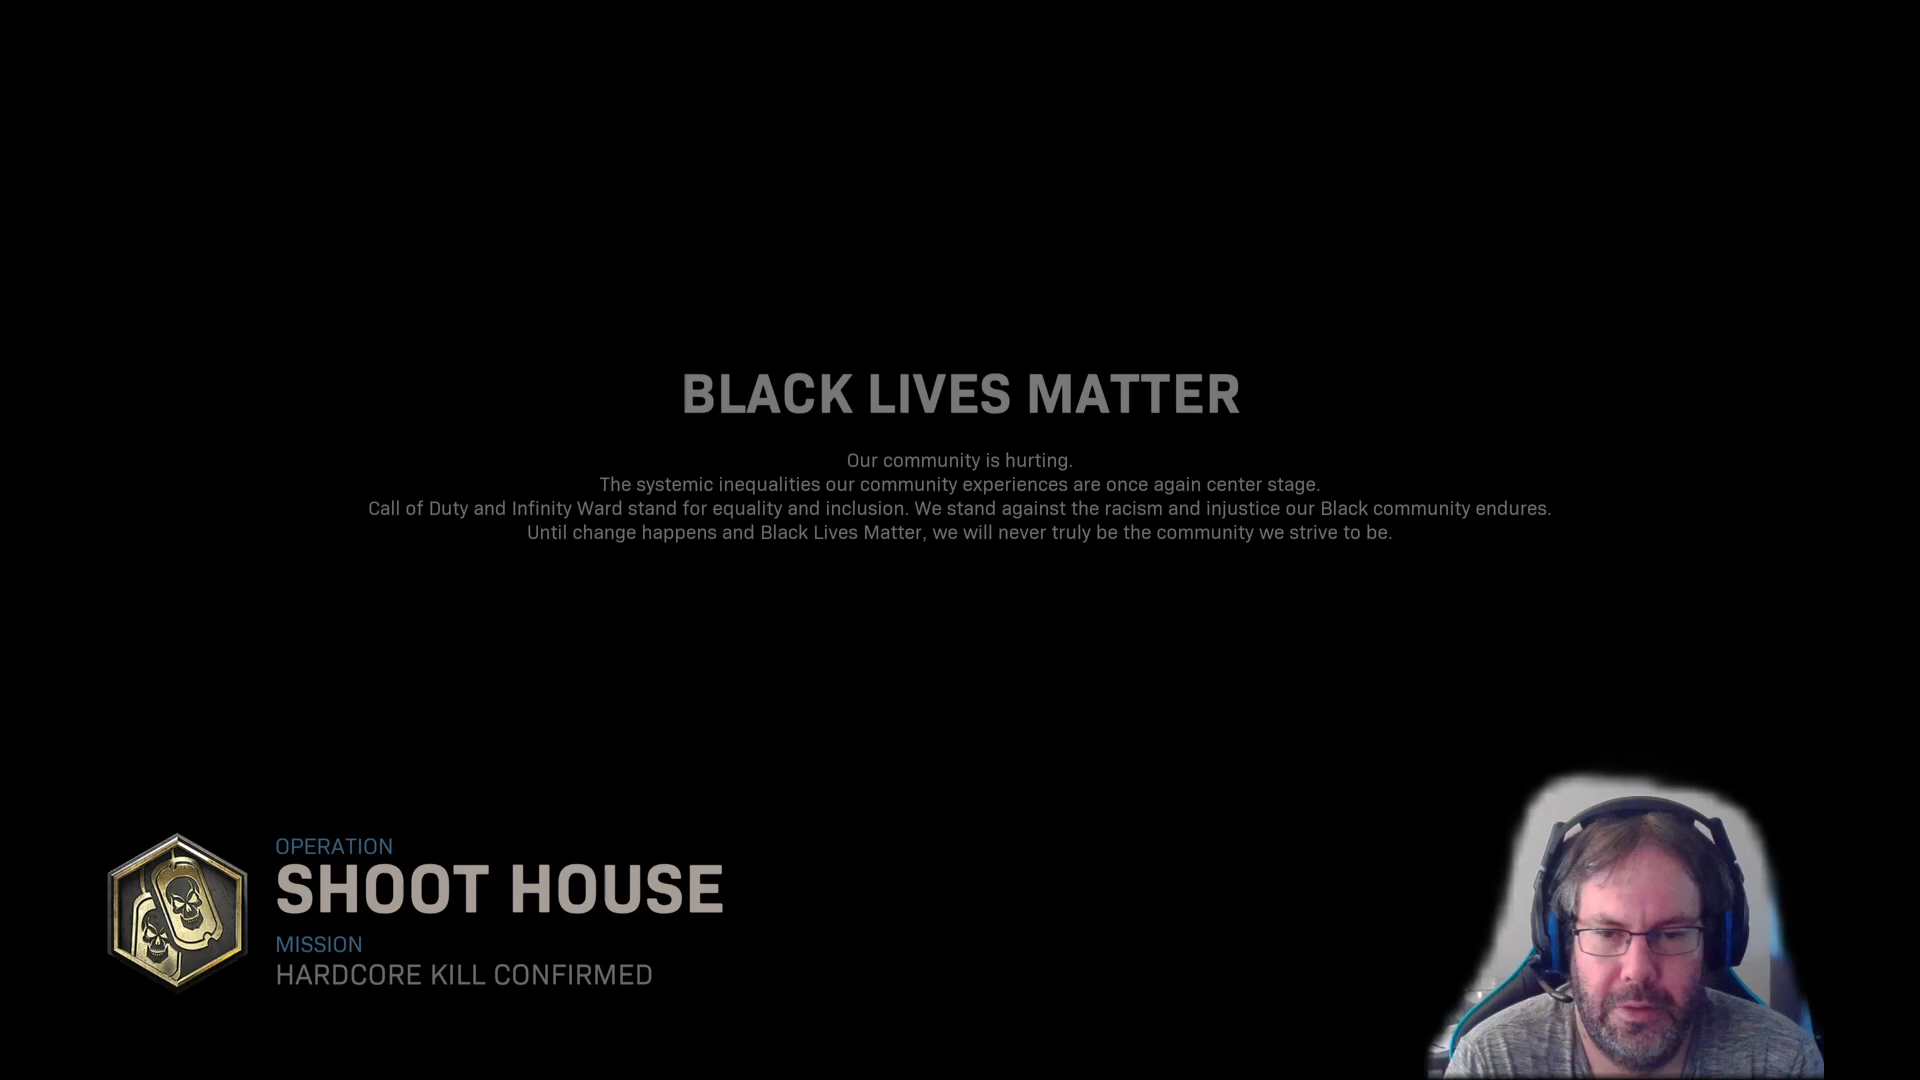 BLACK LIVES MATTER
Our community is hurting.
The systemic inequalities our community experiences are once again center stage.
Call of Duty and Infinity Ward stand for equality and inclusion. We stand against the racism and injustice our Black community endures.
Until change happens and Black Lives Matter, we will never truly be the community we strive to be.
OPERATION
SHOOT HOUSE
MISSION
HARDCORE KILL CONFIRMED